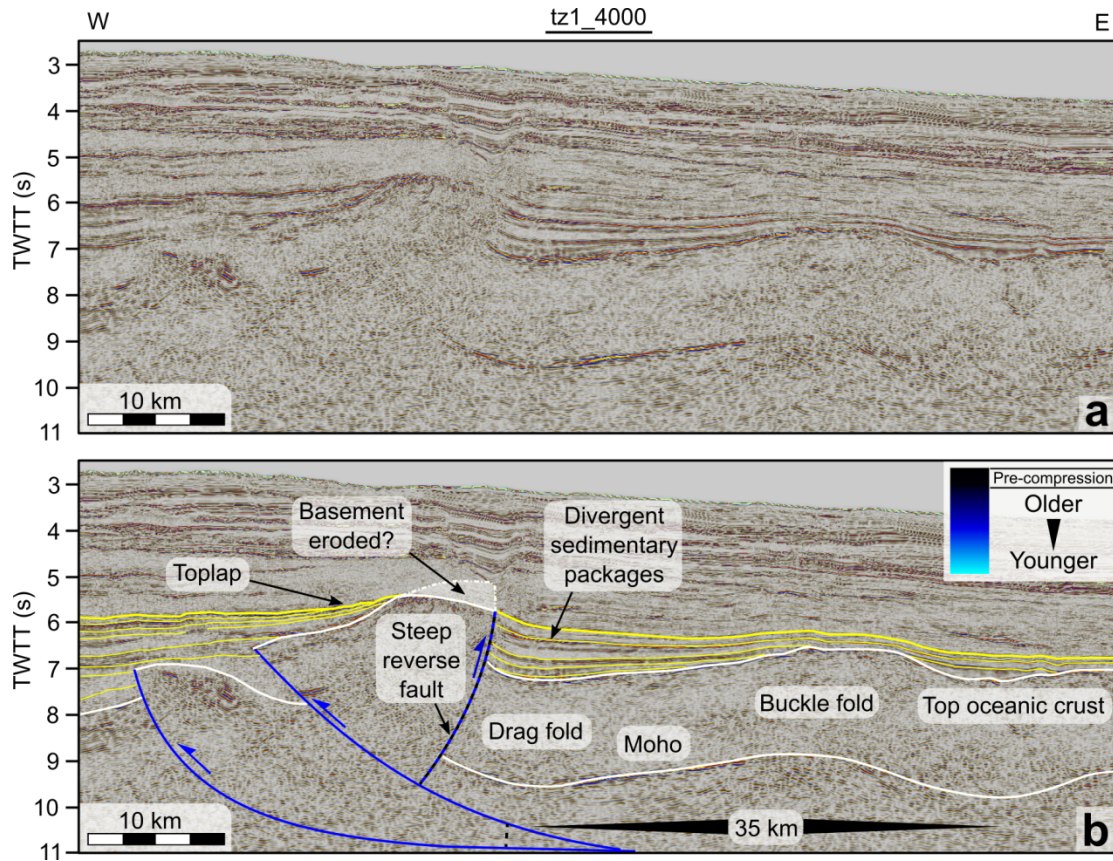 W
tz1_4000
E
3
4
5
6
7
8
9
10
11
TWTT (s)
10 km
a
3
4
5
6
7
8
9
10
11
TWTT (s)
Pre-compression
Older
Younger
Basement
eroded?
Divergent
sedimentary
packages
Toplap
Steep
reverse
fault
Buckle fold
Top oceanic crust
Drag fold
Moho
10 km
35 km
b